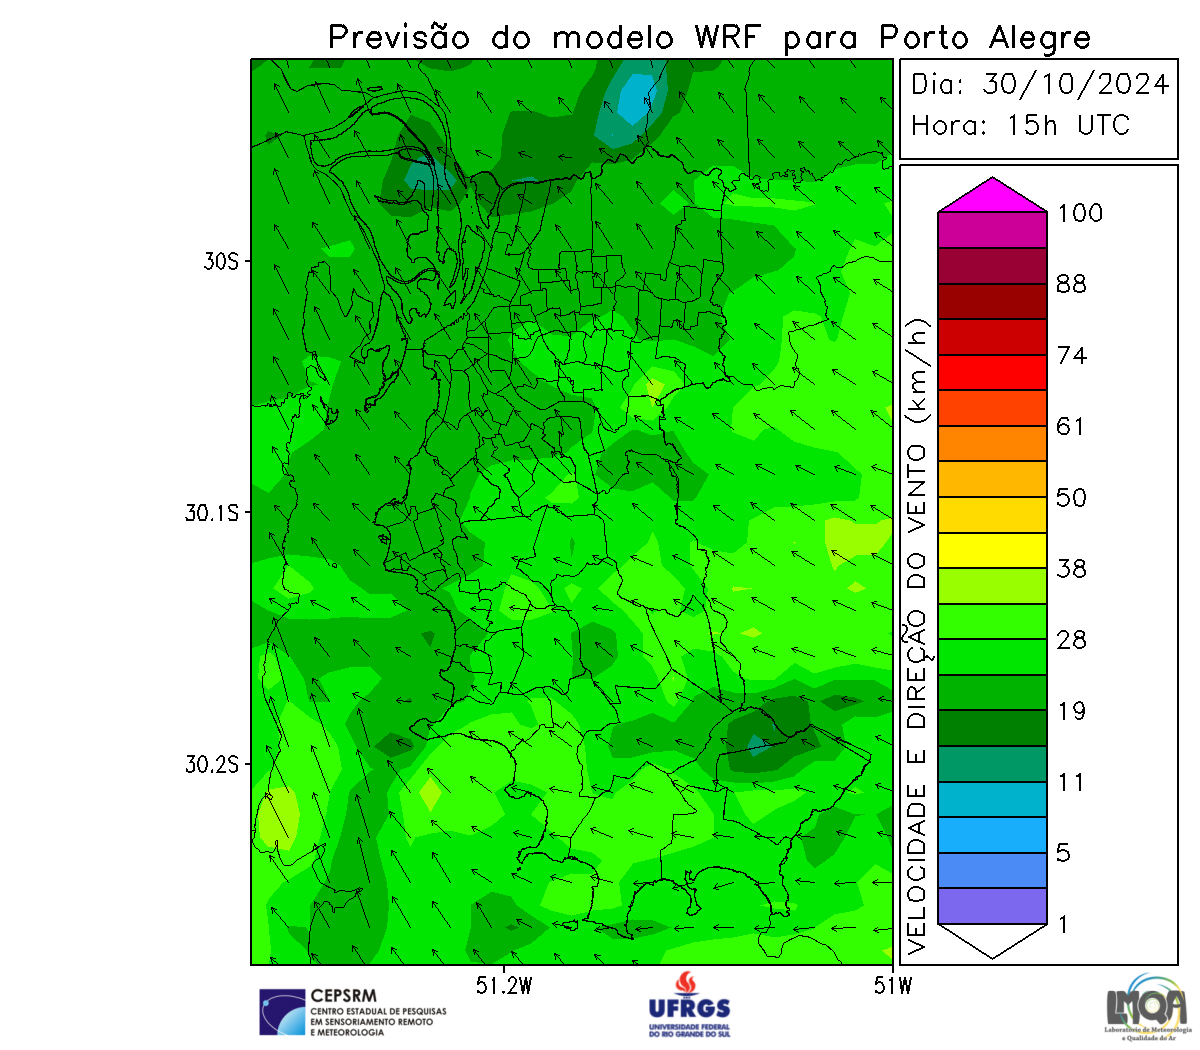 Previsão do modelo WRF para Porto Alegre
Dia: 30/10/2024
Hora: 15h UTC
VELOCIDADE E DIREÇÃO DO VENTO (km/h)
100
88
74
61
50
38
28
19
11
5
1
30S
30.1S
30.2S
51.2W
51W
CEPSRM
CENTRO ESTADUAL DE PESQUISAS
EM SENSORIAMENTO REMOTO
E METEOROLOGIA
UFRGS
UNIVERSIDADE FEDERAL
DO RIO GRANDE DO SUL
LMQA
Laboratório de Meteorologia
e Qualidade do Ar